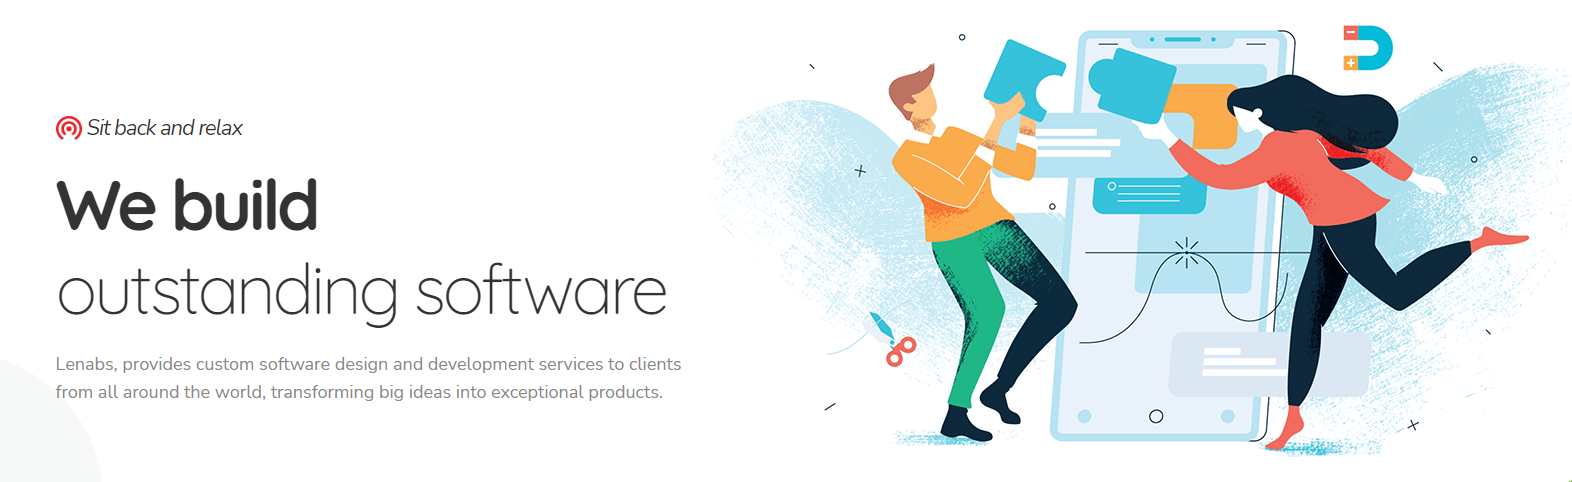 Sit back and relax
We build
outstanding software
Lenabs, provides custom software design and development services to clients
from all around the world, transforming big ideas into exceptional products.